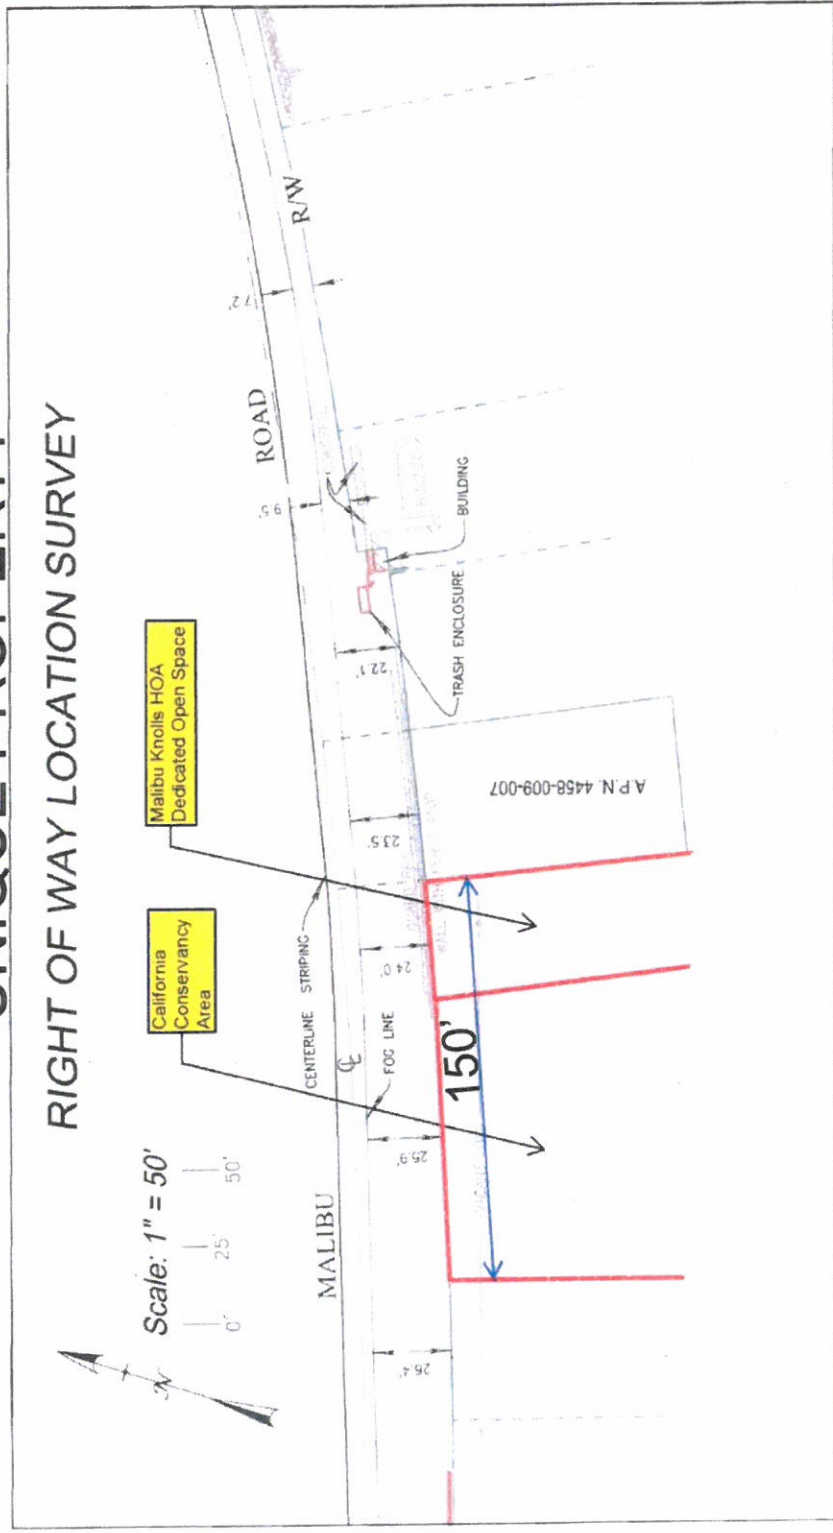 RIGHT OF WAY LOCATION SURVEY
Scale: 1" = 50'
0'
25'
50'
N
California
Conservancy
Area
Malibu Knolls HOA
Dedicated Open Space
MALIBU
ROAD
R/W
CENTERLINE STRIPING
FOG LINE
26.4'
25.9'
24.0'
23.5'
22.1'
9.5'
7.2'
150'
TRASH ENCLOSURE
BUILDING
A.P.N. 4458-009-007